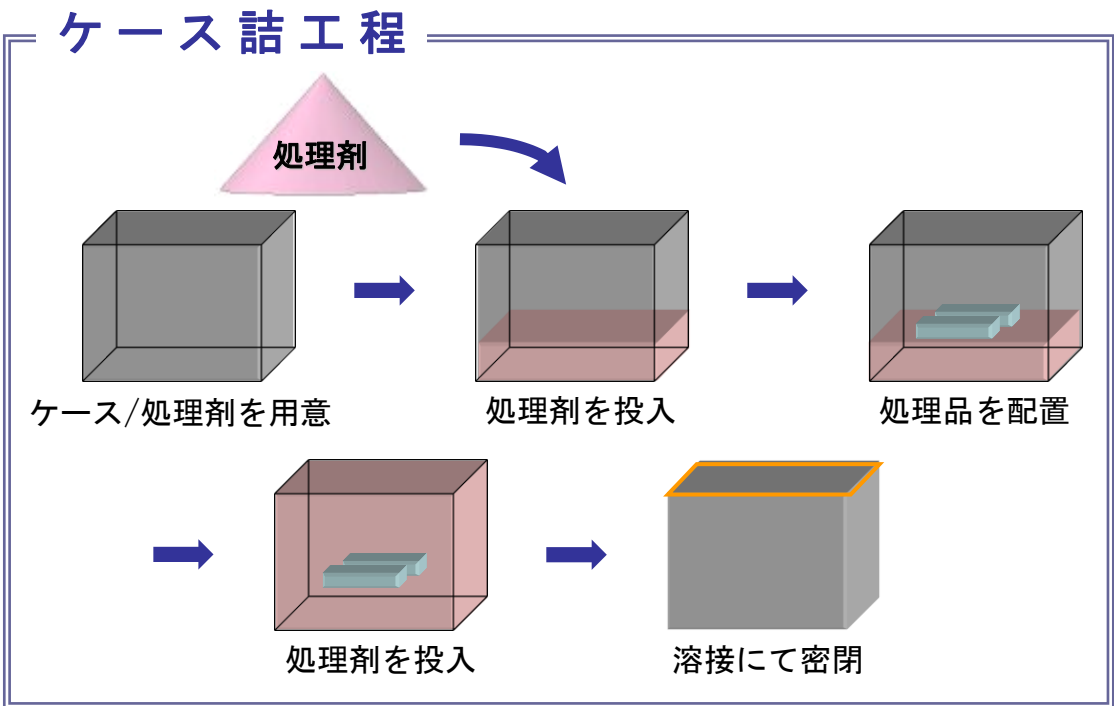 ケース詰工程
処理剤
ケース/処理剤を用意
処理剤を投入
処理品を配置
処理剤を投入
溶接にて密閉